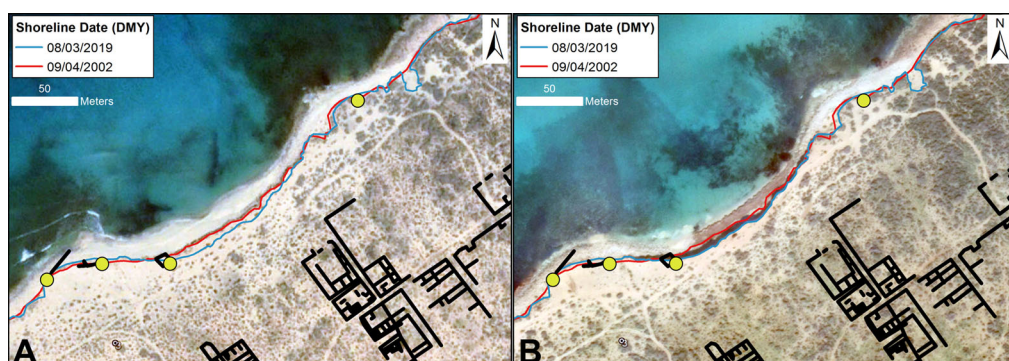 Shoreline Date (DMY)
08/03/2019
09/04/2002
50
Meters
N
A
Shoreline Date (DMY)
08/03/2019
09/04/2002
50
Meters
N
B